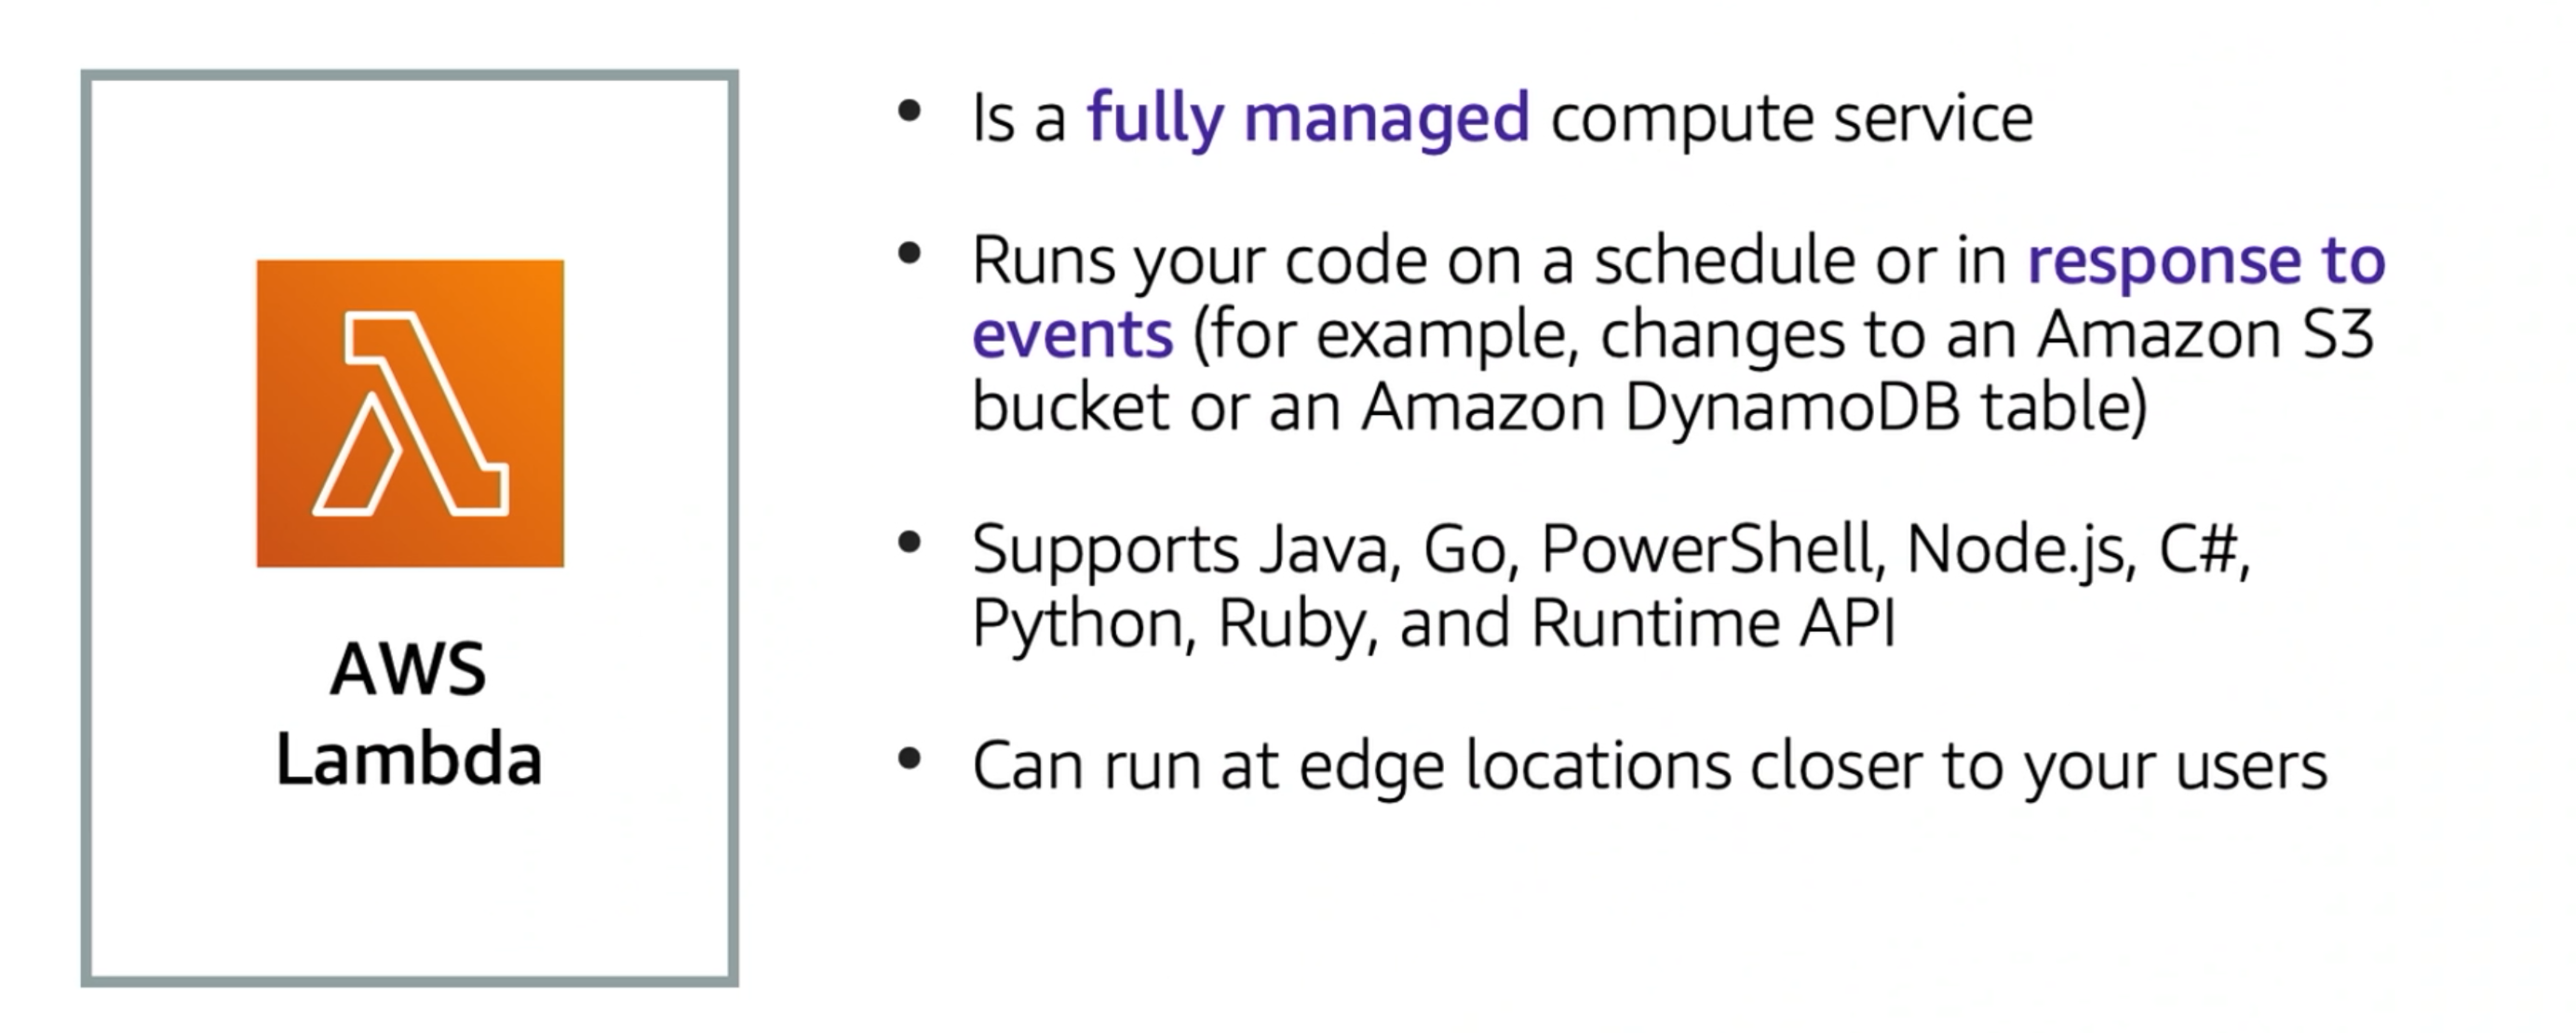 AWS
Lambda
• Is a fully managed compute service
• Runs your code on a schedule or in response to
events (for example, changes to an Amazon S3
bucket or an Amazon DynamoDB table)
• Supports Java, Go, PowerShell, Node.js, C#,
Python, Ruby, and Runtime API
• Can run at edge locations closer to your users